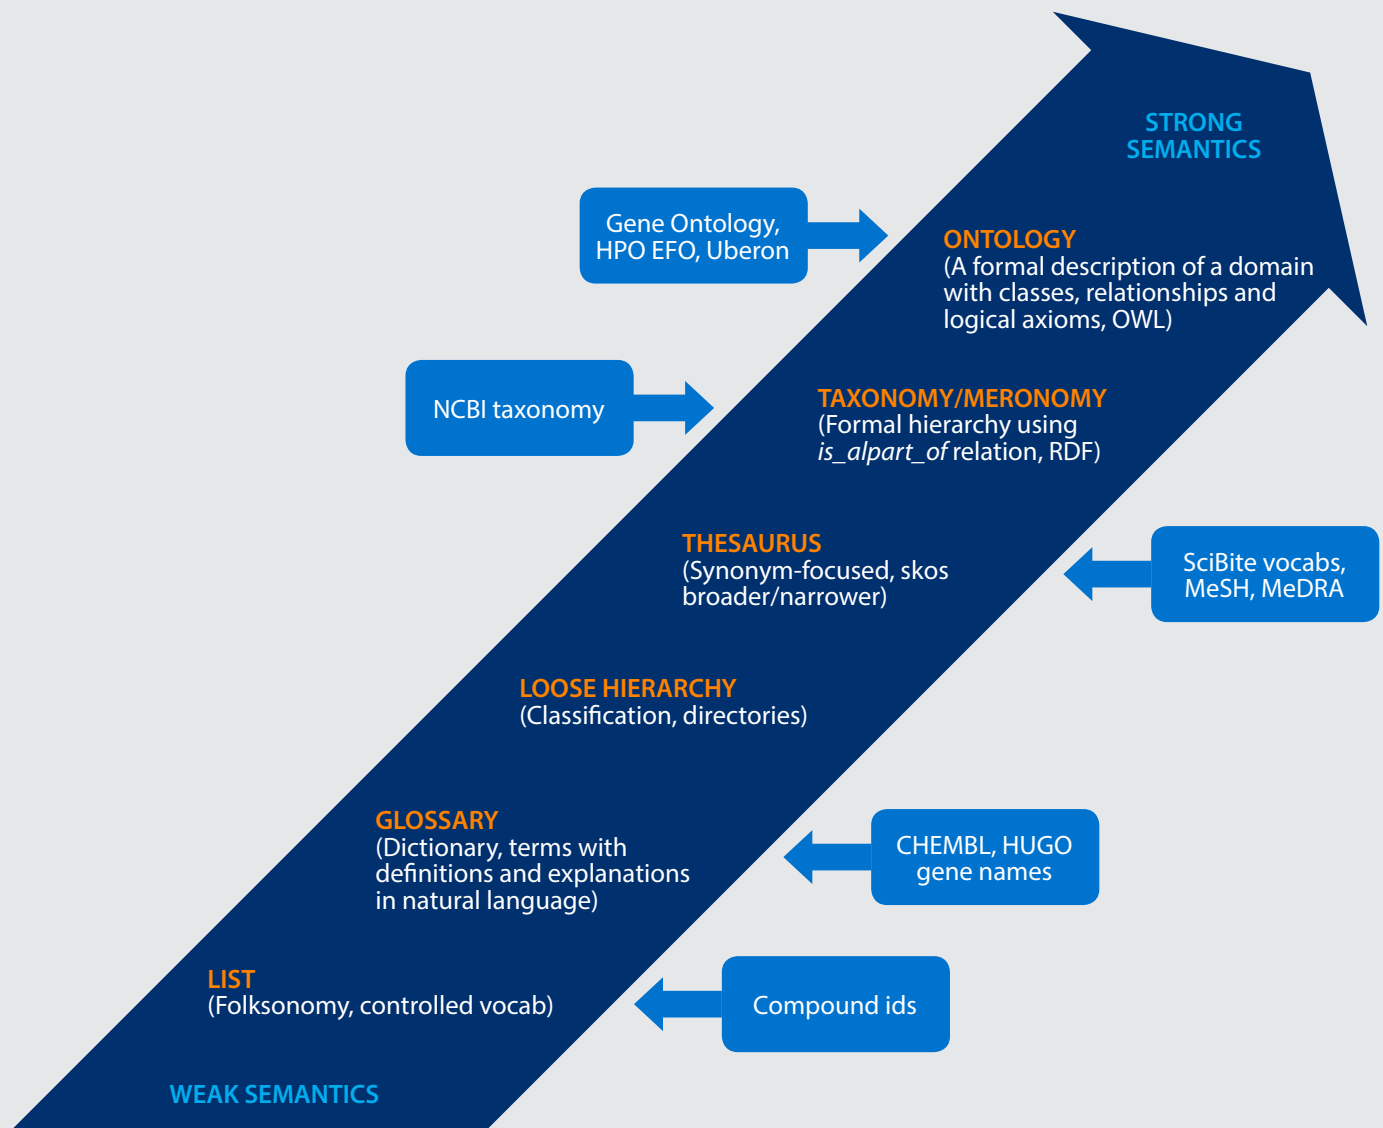 STRONG
SEMANTICS
Gene Ontology,
HPO EFO, Uberon
ONTOLOGY
(A formal description of a domain
with classes, relationships and
logical axioms, OWL)
NCBI taxonomy
TAXONOMY/MERONOMY
(Formal hierarchy using
is_alpart_of relation, RDF)
THESAURUS
(Synonym-focused, skos
broader/narrower)
SciBite vocabs,
MeSH, MeDRA
LOOSE HIERARCHY
(Classification, directories)
GLOSSARY
(Dictionary, terms with
definitions and explanations
in natural language)
CHEMBL, HUGO
gene names
LIST
(Folksonomy, controlled vocab)
Compound ids
WEAK SEMANTICS